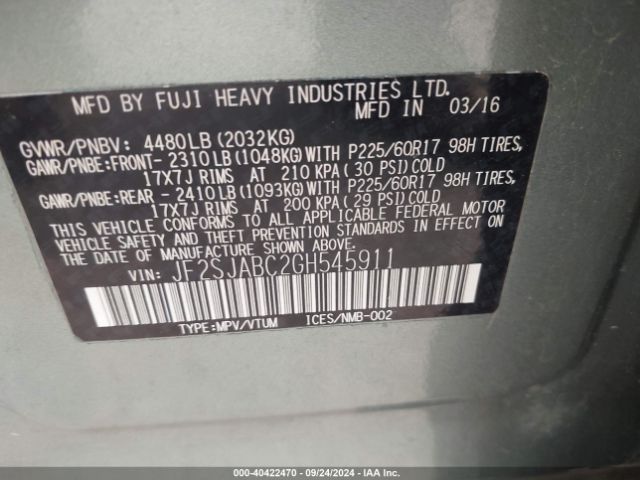 MFD BY FUJI HEAVY INDUSTRIES LTD.
MFD IN 03/16
GVWR/PNBV: 4480LB (2032KG)
GAWR/PNBE:FRONT- 2310LB (1048KG)WITH P225/60R17 98H TIRES,
17X7J RIMS AT 210 KPA (30 PSI)COLD
GAWR/PNBE:REAR - 2410LB (1093KG)WITH P225/60R17 98H TIRES,
17X7J RIMS AT 200 KPA (29 PSI)COLD
THIS VEHICLE CONFORMS TO ALL APPLICABLE FEDERAL MOTOR
VEHICLE SAFETY AND THEFT PREVENTION STANDARDS IN EFFECT
ON THE DATE OF MANUFACTURE SHOWN ABOVE.
VIN: JF2SJABC2GH545911
TYPE:MPV/VTUM ICES/NMB-002
000-40422470 - 09/24/2024 - IAAI.com